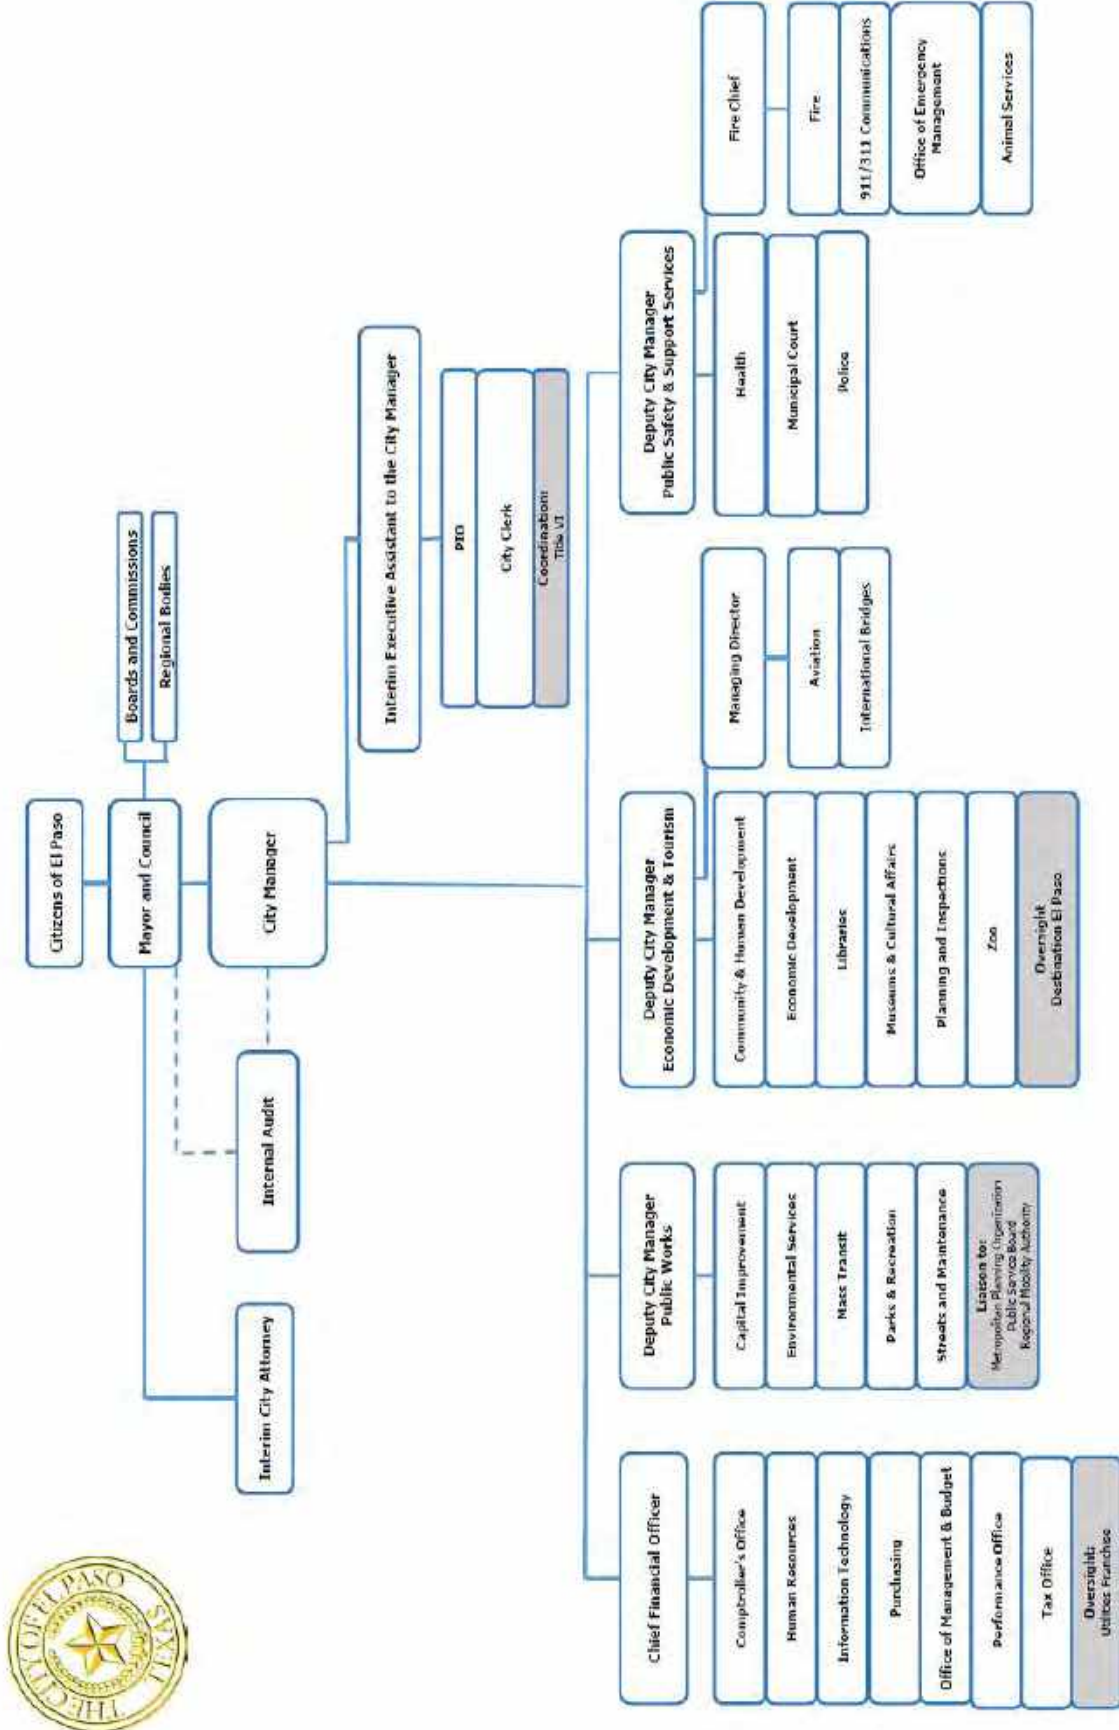 THE CITY OF EL PASO TEXAS
Citizens of El Paso
Mayor and Council
Boards and Commissions
Regional Bodies
City Manager
Interim City Attorney
Internal Audit
Interim Executive Assistant to the City Manager
PIO
City Clerk
Coordination:
Title VI
Chief Financial Officer
Comptroller's Office
Human Resources
Information Technology
Purchasing
Office of Management & Budget
Performance Office
Tax Office
Oversight:
Utilities Franchise
Deputy City Manager
Public Works
Capital Improvement
Environmental Services
Mass Transit
Parks & Recreation
Streets and Maintenance
Liaison to:
Metropolitan Planning Organization
Public Service Board
Regional Mobility Authority
Deputy City Manager
Economic Development & Tourism
Community & Human Development
Economic Development
Libraries
Museums & Cultural Affairs
Planning and Inspections
Zoo
Oversight
Destination El Paso
Managing Director
Aviation
International Bridges
Deputy City Manager
Public Safety & Support Services
Health
Municipal Court
Police
Fire Chief
Fire
911/311 Communications
Office of Emergency
Management
Animal Services